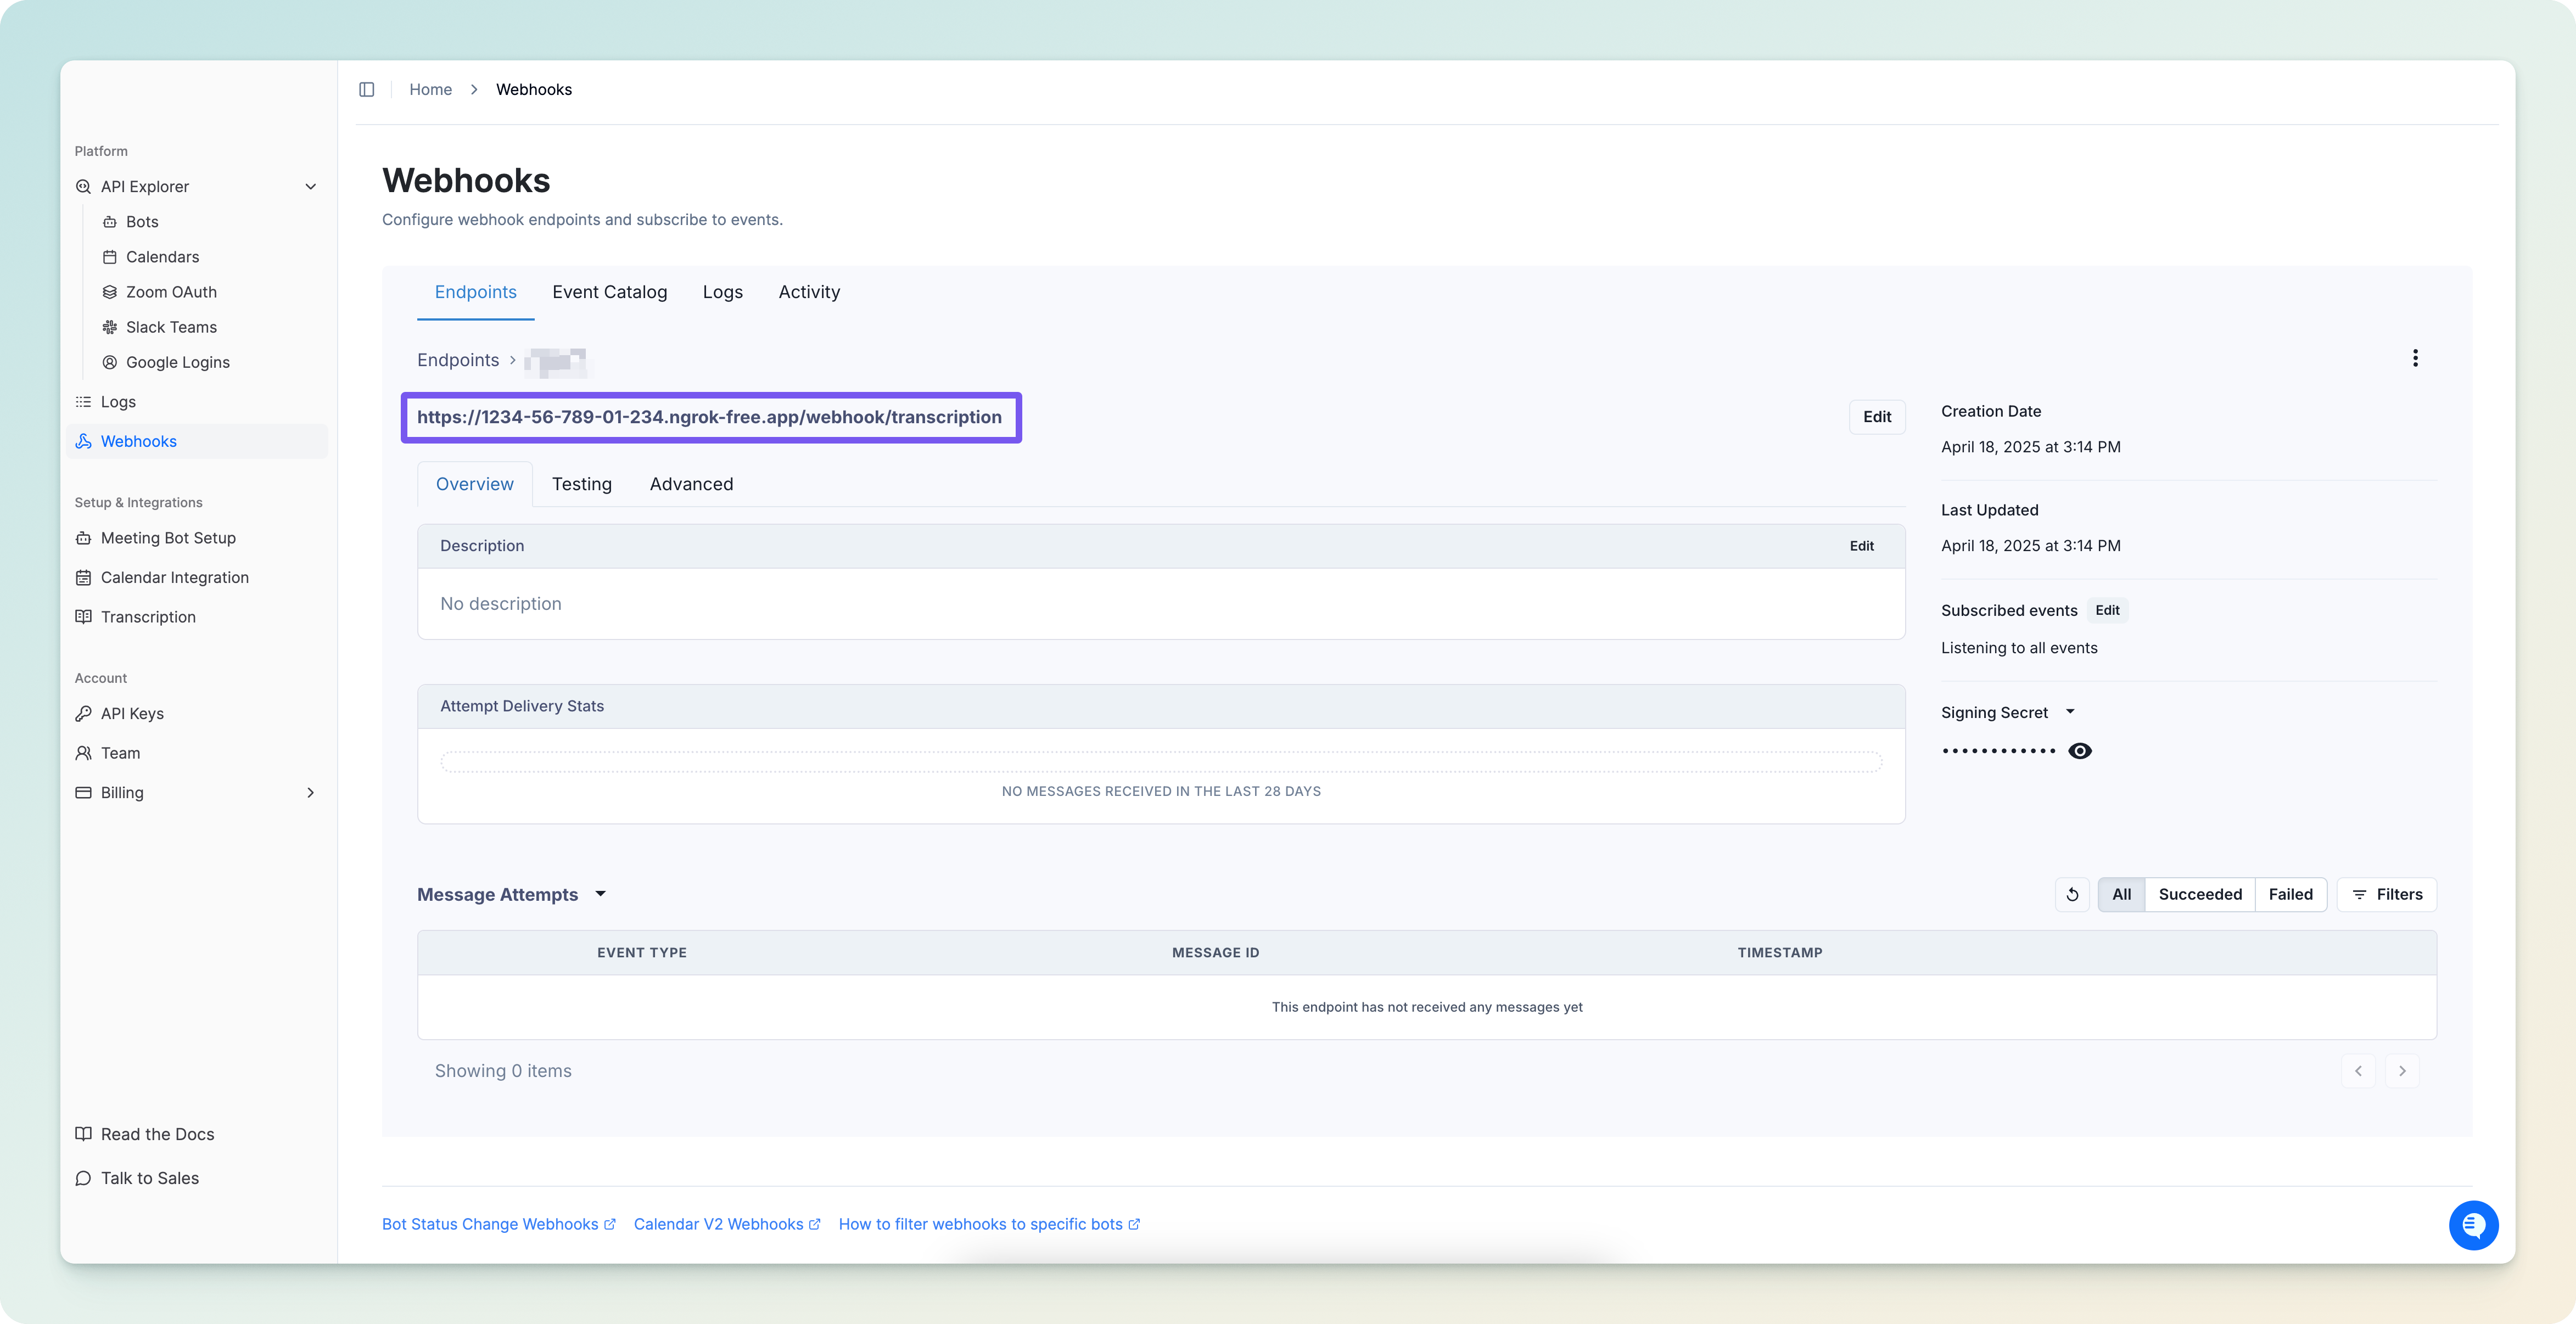 Home > Webhooks
Platform
API Explorer
Bots
Calendars
Zoom OAuth
Slack Teams
Google Logins
Logs
Webhooks
Setup & Integrations
Meeting Bot Setup
Calendar Integration
Transcription
Account
API Keys
Team
Billing
Read the Docs
Talk to Sales
Webhooks
Configure webhook endpoints and subscribe to events.
Endpoints Event Catalog Logs Activity
Endpoints >
https://1234-56-789-01-234.ngrok-free.app/webhook/transcription
Edit
Overview Testing Advanced
Description Edit
No description
Attempt Delivery Stats
NO MESSAGES RECEIVED IN THE LAST 28 DAYS
Creation Date
April 18, 2025 at 3:14 PM
Last Updated
April 18, 2025 at 3:14 PM
Subscribed events Edit
Listening to all events
Signing Secret
••••••••••••
Message Attempts
All Succeeded Failed Filters
EVENT TYPE MESSAGE ID TIMESTAMP
This endpoint has not received any messages yet
Showing 0 items
Bot Status Change Webhooks Calendar V2 Webhooks How to filter webhooks to specific bots